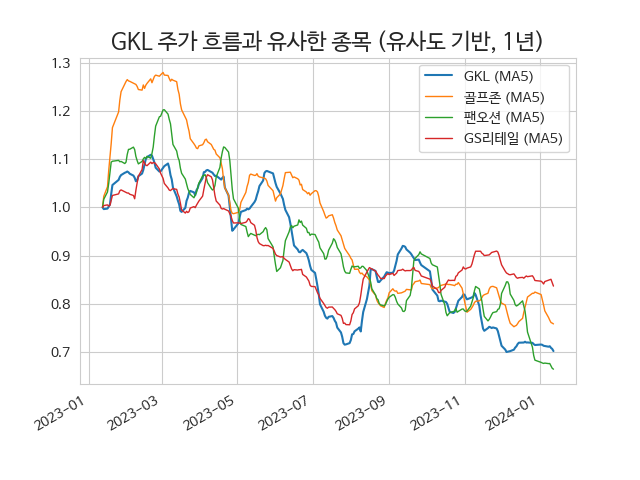 GKL 주가 흐름과 유사한 종목 (유사도 기반, 1년)
GKL (MA5)
골프존 (MA5)
팬오션 (MA5)
GS리테일 (MA5)
1.3
1.2
1.1
1.0
0.9
0.8
0.7
2023-01
2023-03
2023-05
2023-07
2023-09
2023-11
2024-01